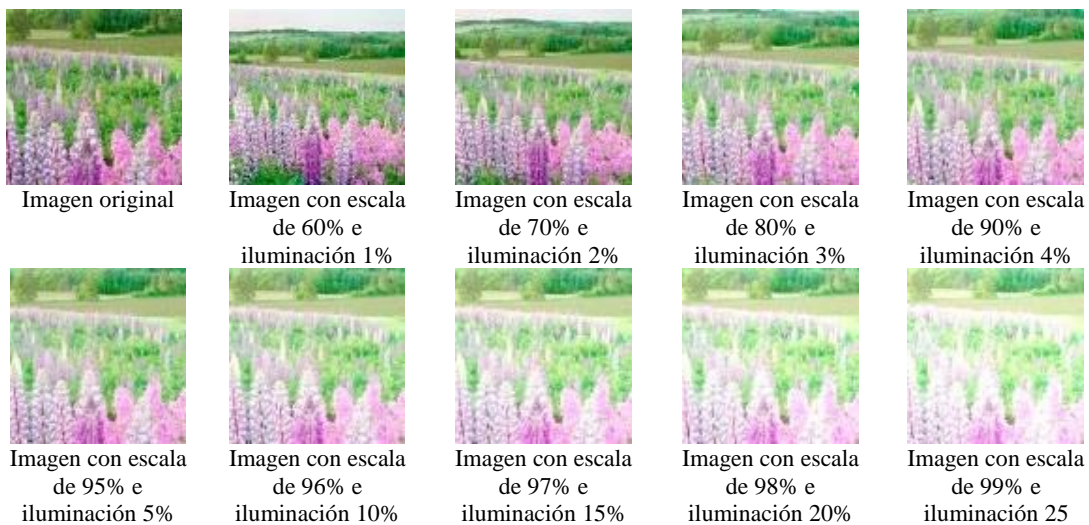 Imagen original
Imagen con escala
de 60% e
iluminación 1%
Imagen con escala
de 70% e
iluminación 2%
Imagen con escala
de 80% e
iluminación 3%
Imagen con escala
de 90% e
iluminación 4%
Imagen con escala
de 95% e
iluminación 5%
Imagen con escala
de 96% e
iluminación 10%
Imagen con escala
de 97% e
iluminación 15%
Imagen con escala
de 98% e
iluminación 20%
Imagen con escala
de 99% e
iluminación 25